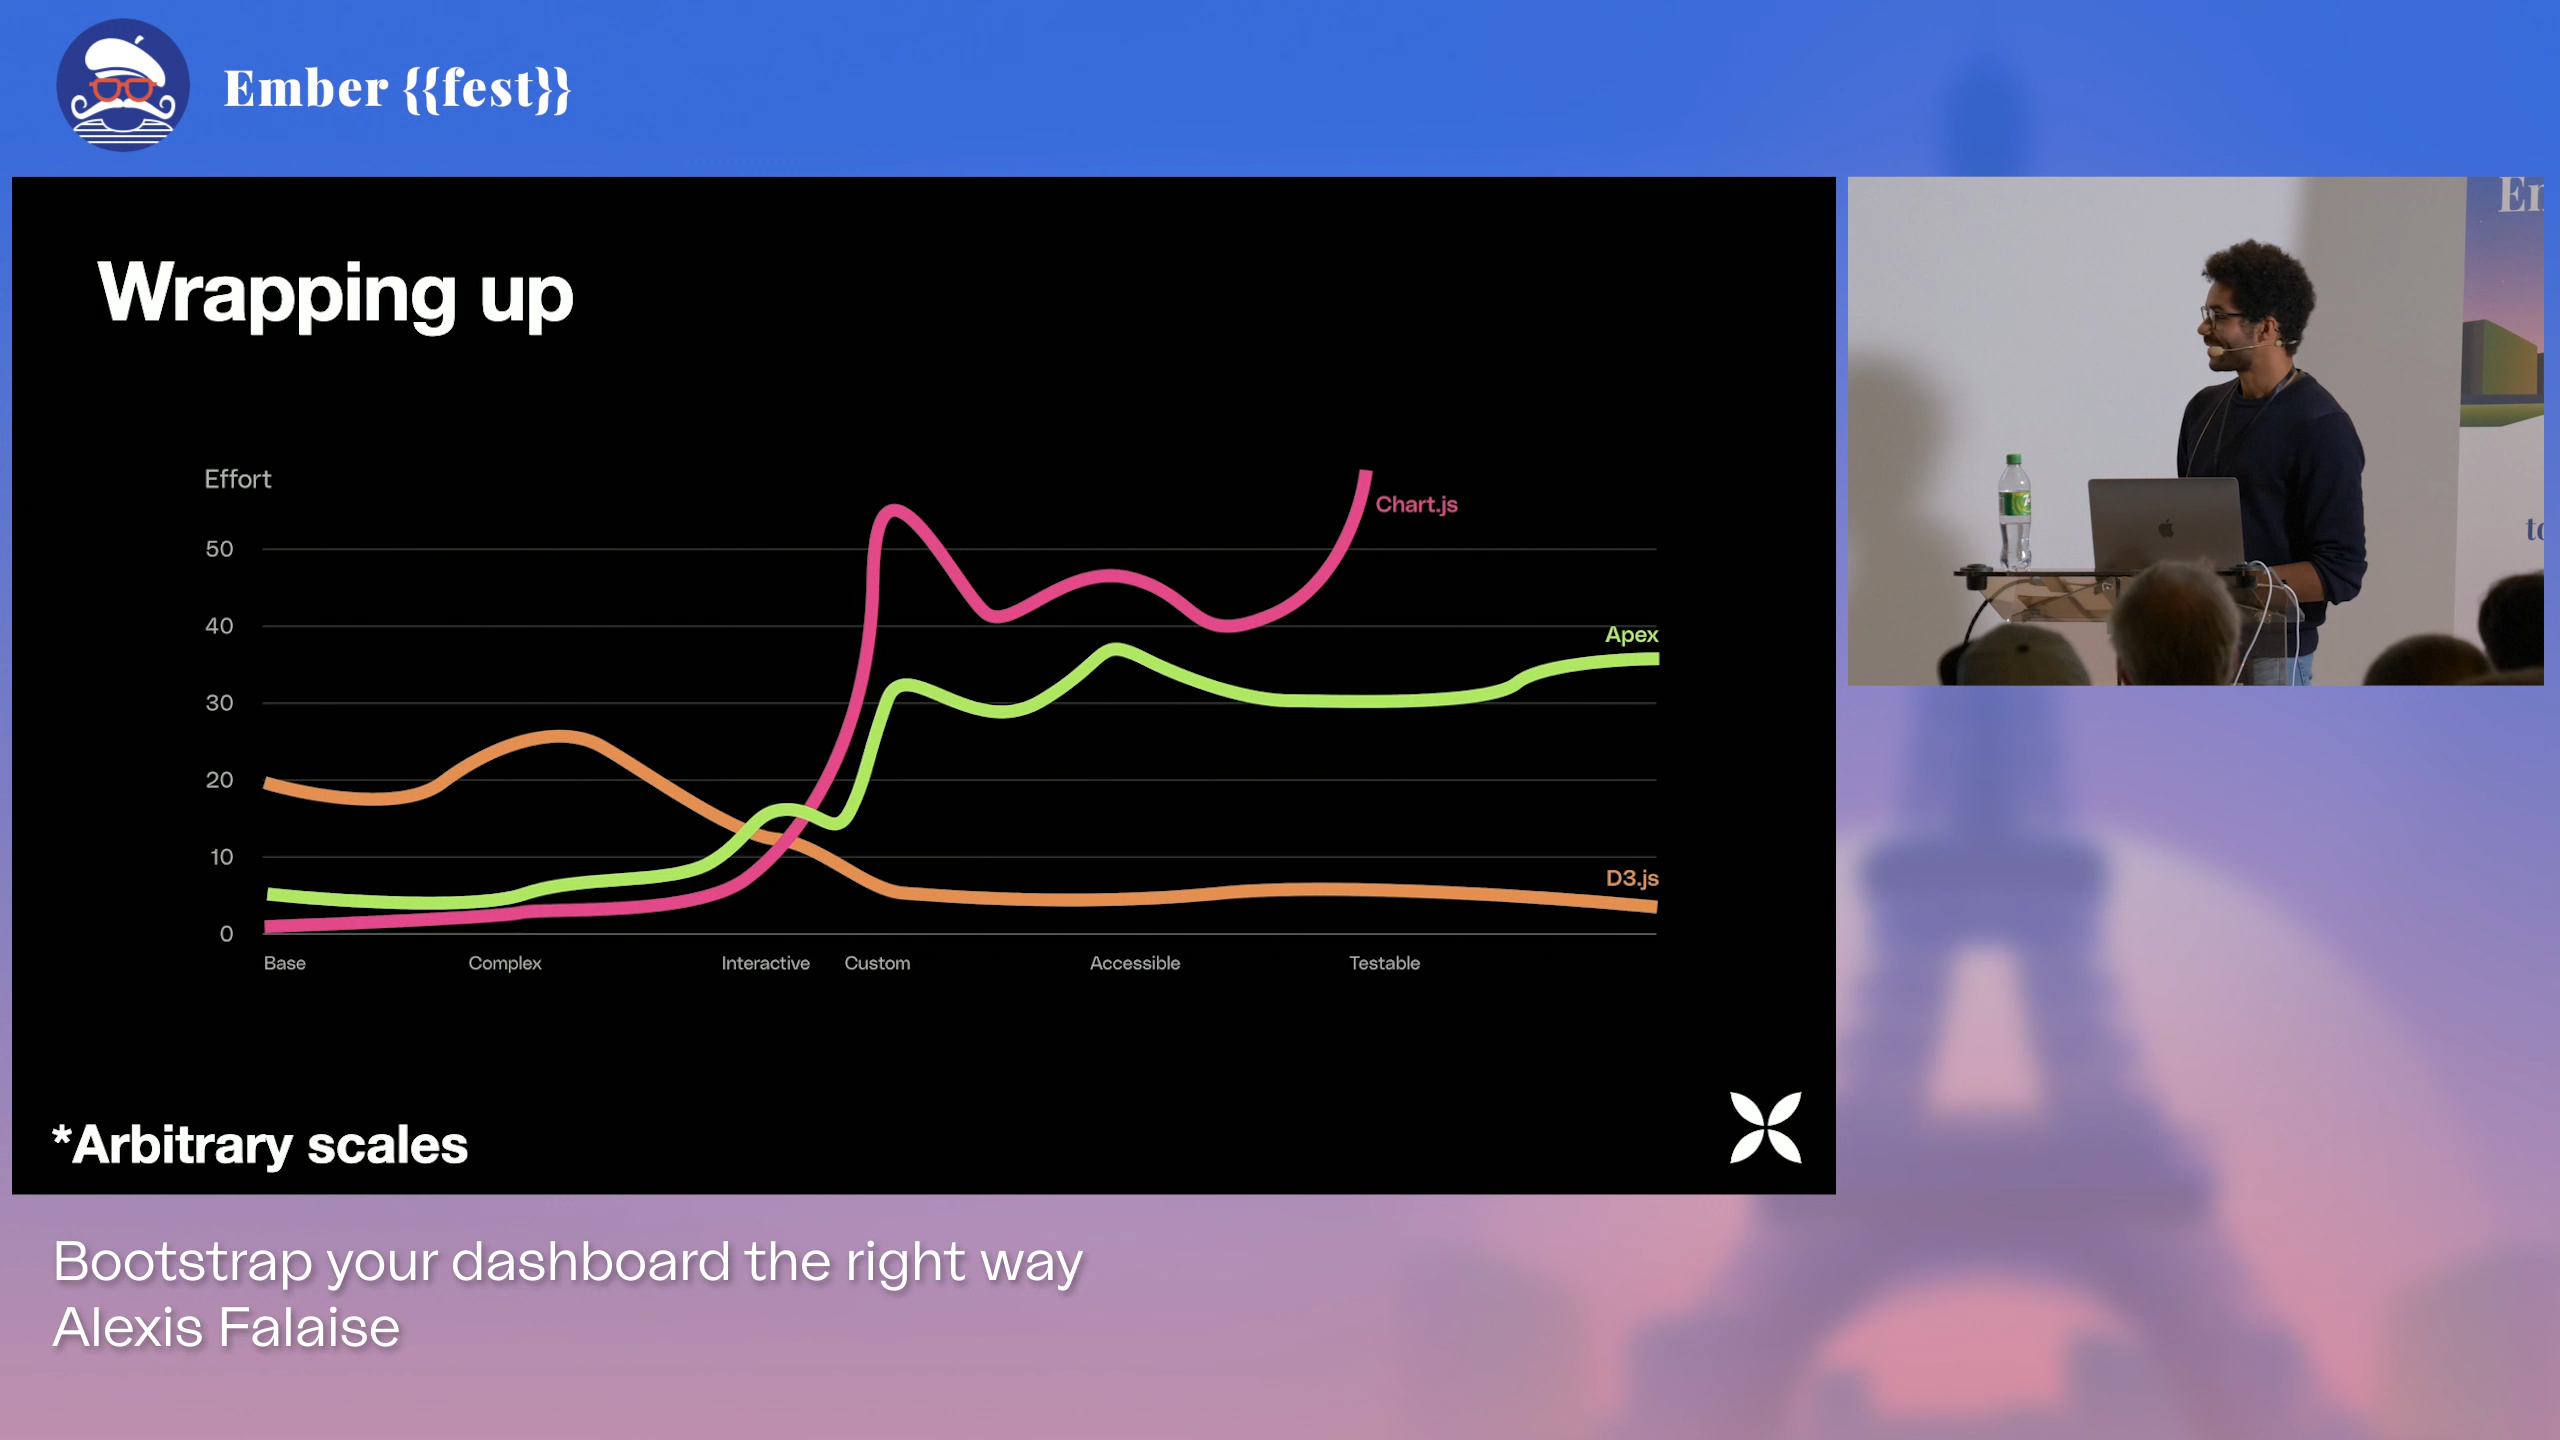 Ember {{fest}}
Wrapping up
Effort
50
40
30
20
10
0
Chart.js
Apex
D3.js
Base Complex Interactive Custom Accessible Testable
*Arbitrary scales
Bootstrap your dashboard the right way
Alexis Falaise